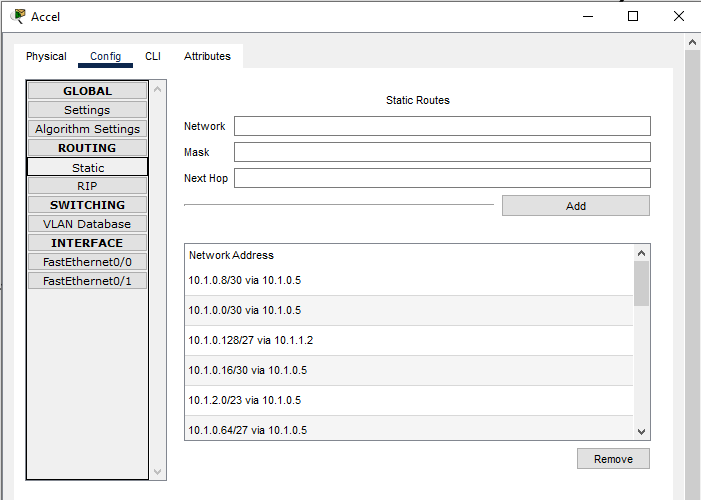 Accel
Physical Config CLI Attributes
GLOBAL
Settings
Algorithm Settings
ROUTING
Static
RIP
SWITCHING
VLAN Database
INTERFACE
FastEthernet0/0
FastEthernet0/1
Static Routes
Network
Mask
Next Hop
Add
Network Address
10.1.0.8/30 via 10.1.0.5
10.1.0.0/30 via 10.1.0.5
10.1.0.128/27 via 10.1.1.2
10.1.0.16/30 via 10.1.0.5
10.1.2.0/23 via 10.1.0.5
10.1.0.64/27 via 10.1.0.5
Remove